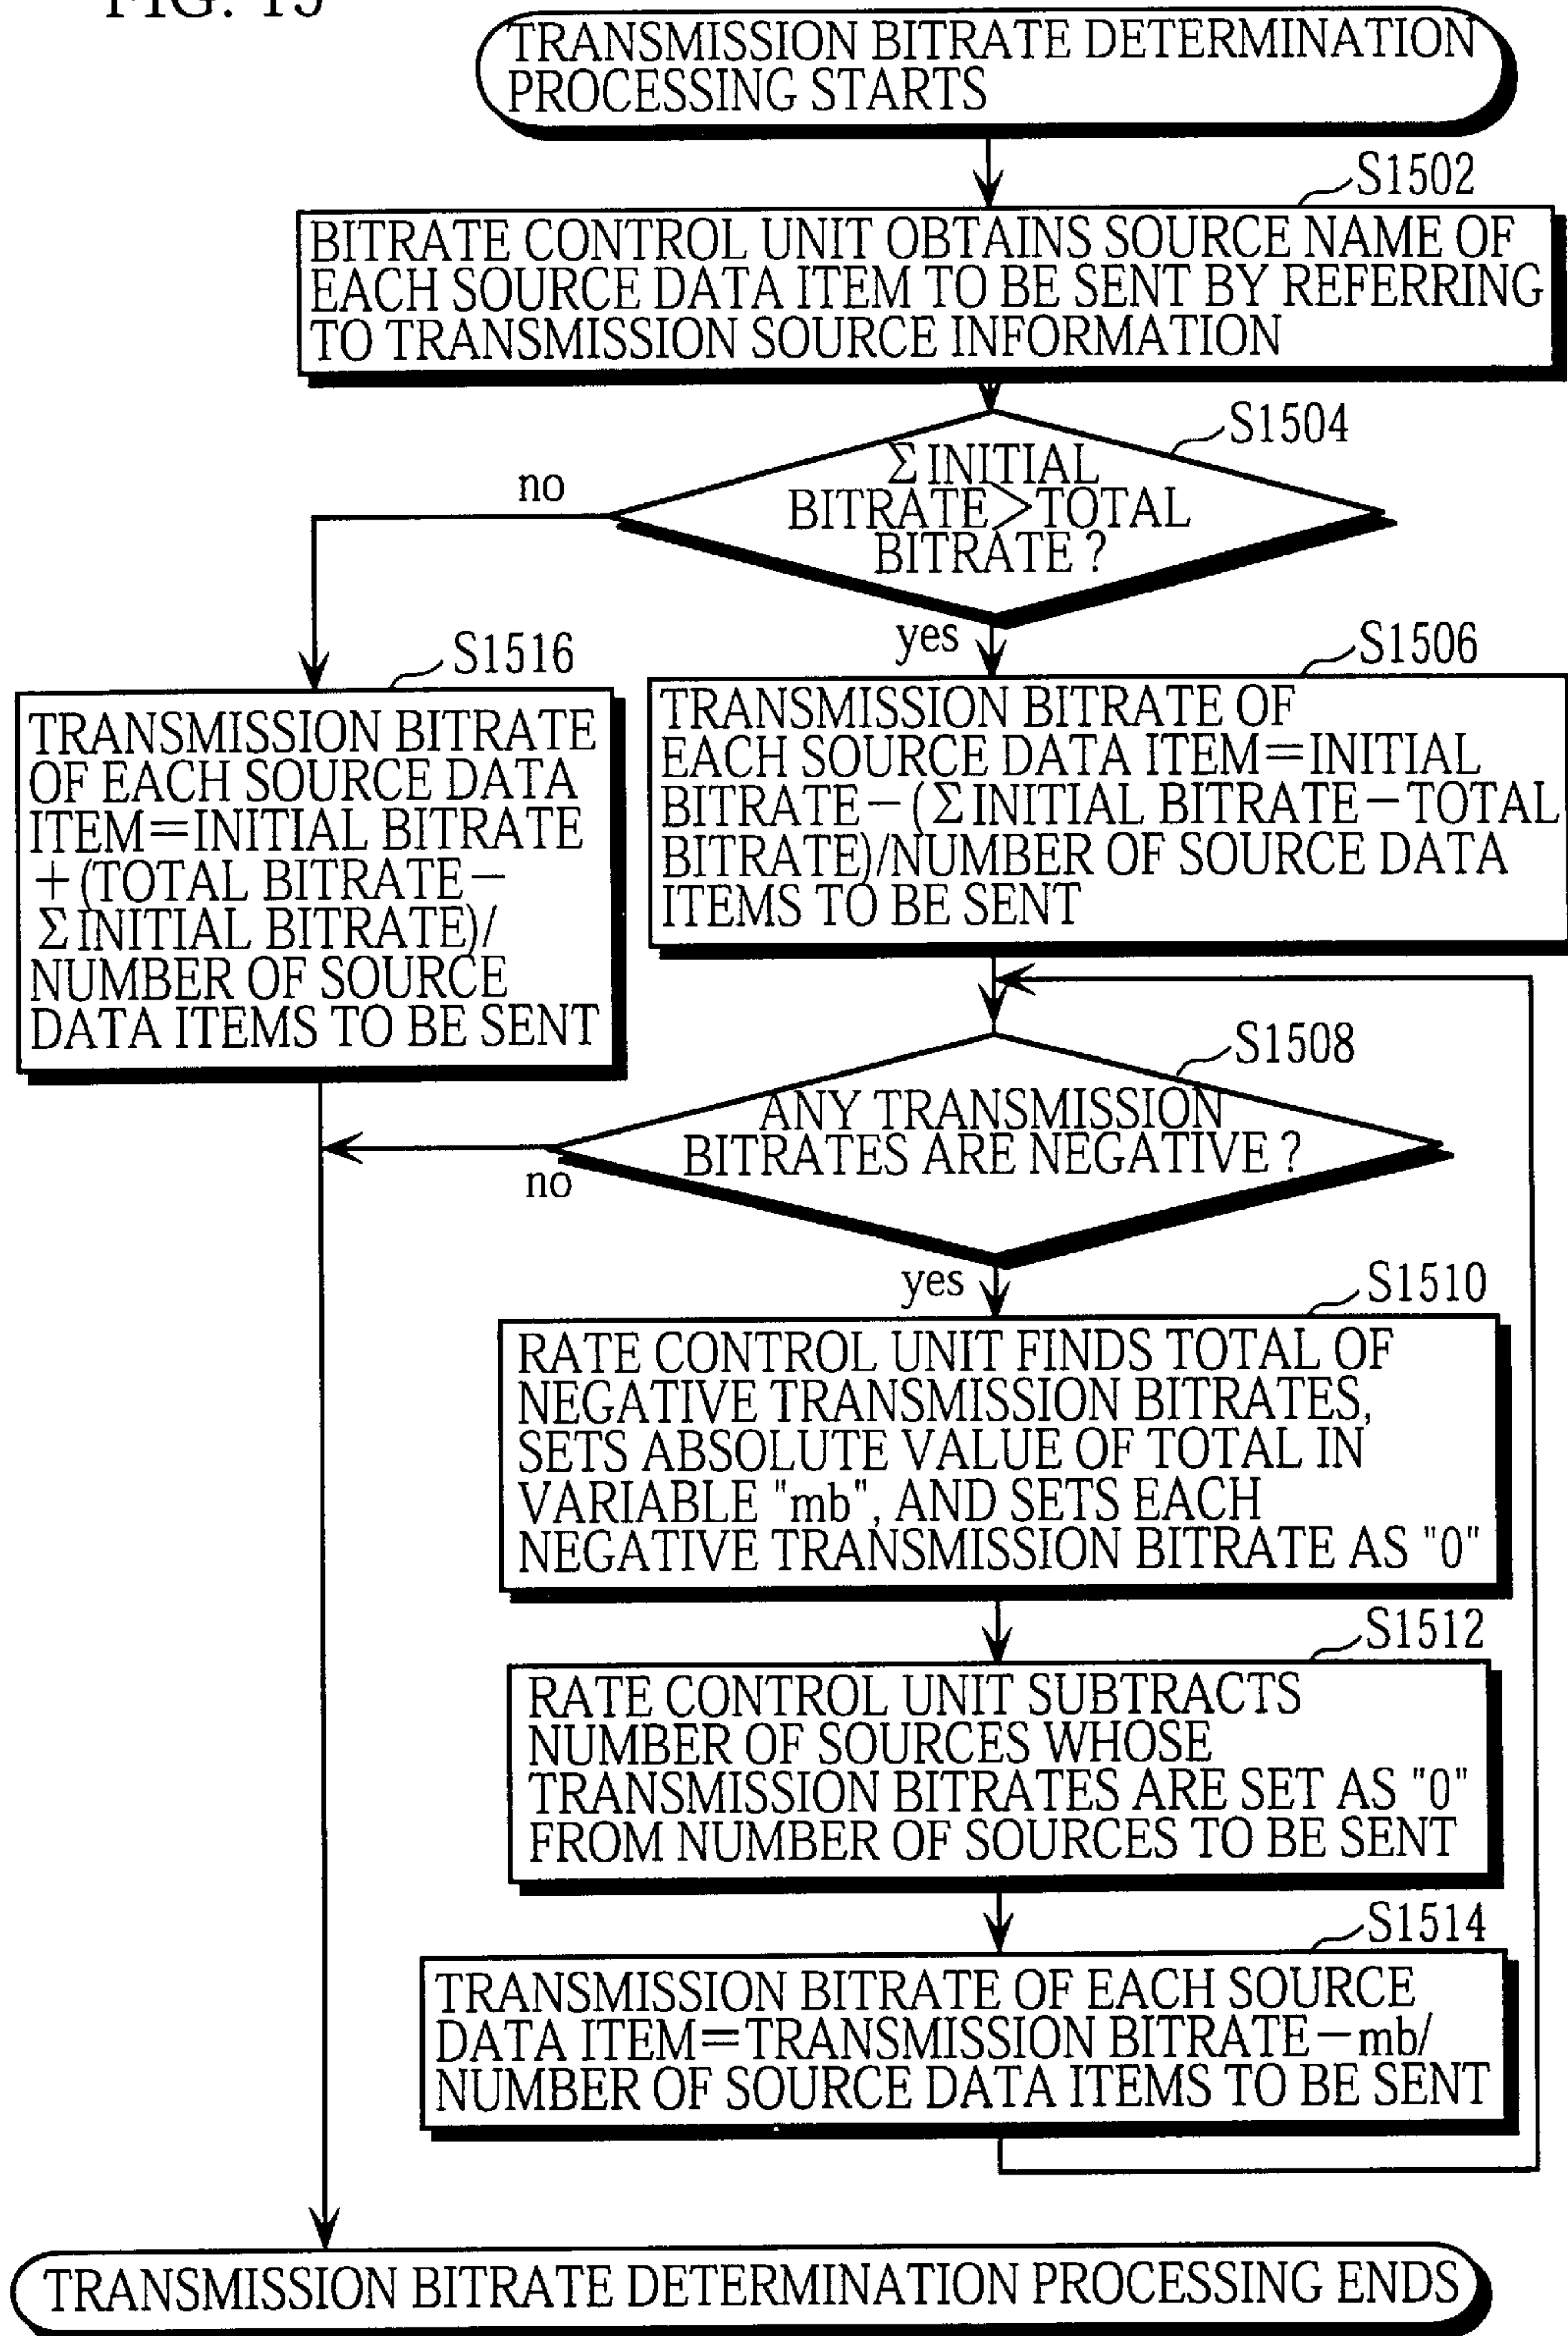 FIG. 15
TRANSMISSION BITRATE DETERMINATION
PROCESSING STARTS
S1502
BITRATE CONTROL UNIT OBTAINS SOURCE NAME OF
EACH SOURCE DATA ITEM TO BE SENT BY REFERRING
TO TRANSMISSION SOURCE INFORMATION
S1504
Σ INITIAL
BITRATE>TOTAL
BITRATE ?
no
yes
S1516
TRANSMISSION BITRATE
OF EACH SOURCE DATA
ITEM=INITIAL BITRATE
+(TOTAL BITRATE−
Σ INITIAL BITRATE)/
NUMBER OF SOURCE
DATA ITEMS TO BE SENT
S1506
TRANSMISSION BITRATE OF
EACH SOURCE DATA ITEM=INITIAL
BITRATE−(Σ INITIAL BITRATE−TOTAL
BITRATE)/NUMBER OF SOURCE DATA
ITEMS TO BE SENT
S1508
ANY TRANSMISSION
BITRATES ARE NEGATIVE ?
no
yes
S1510
RATE CONTROL UNIT FINDS TOTAL OF
NEGATIVE TRANSMISSION BITRATES,
SETS ABSOLUTE VALUE OF TOTAL IN
VARIABLE "mb", AND SETS EACH
NEGATIVE TRANSMISSION BITRATE AS "0"
S1512
RATE CONTROL UNIT SUBTRACTS
NUMBER OF SOURCES WHOSE
TRANSMISSION BITRATES ARE SET AS "0"
FROM NUMBER OF SOURCES TO BE SENT
S1514
TRANSMISSION BITRATE OF EACH SOURCE
DATA ITEM=TRANSMISSION BITRATE−mb/
NUMBER OF SOURCE DATA ITEMS TO BE SENT
TRANSMISSION BITRATE DETERMINATION PROCESSING ENDS